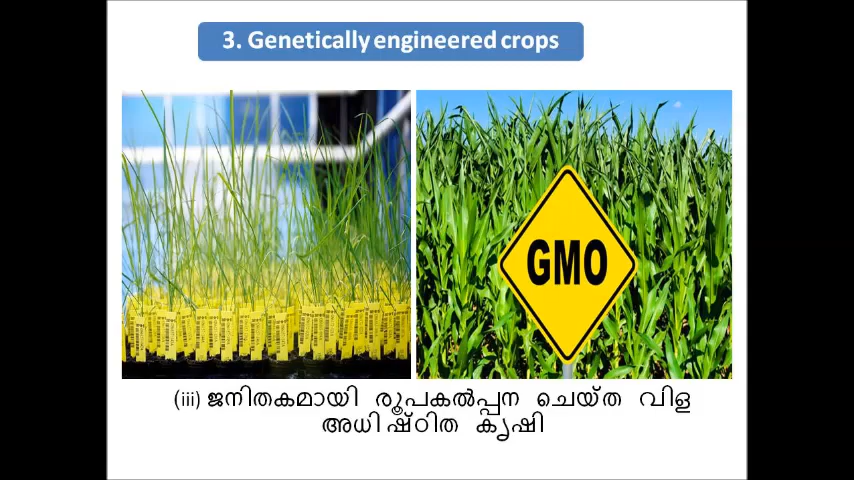 3. Genetically engineered crops
GMO
(iii) ജനിതകമായി രൂപകൽപ്പന ചെയ്ത വിള
അധിഷ്ഠിത കൃഷി